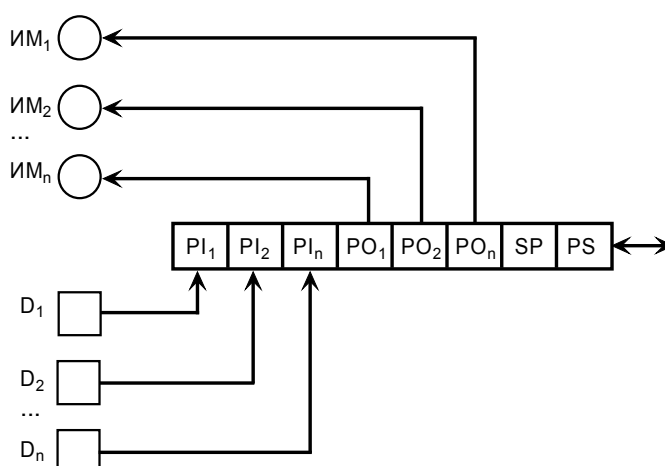 ИМ₁
ИМ₂
...
ИМₙ
PI₁ PI₂ PIₙ PO₁ PO₂ POₙ SP PS
D₁
D₂
...
Dₙ